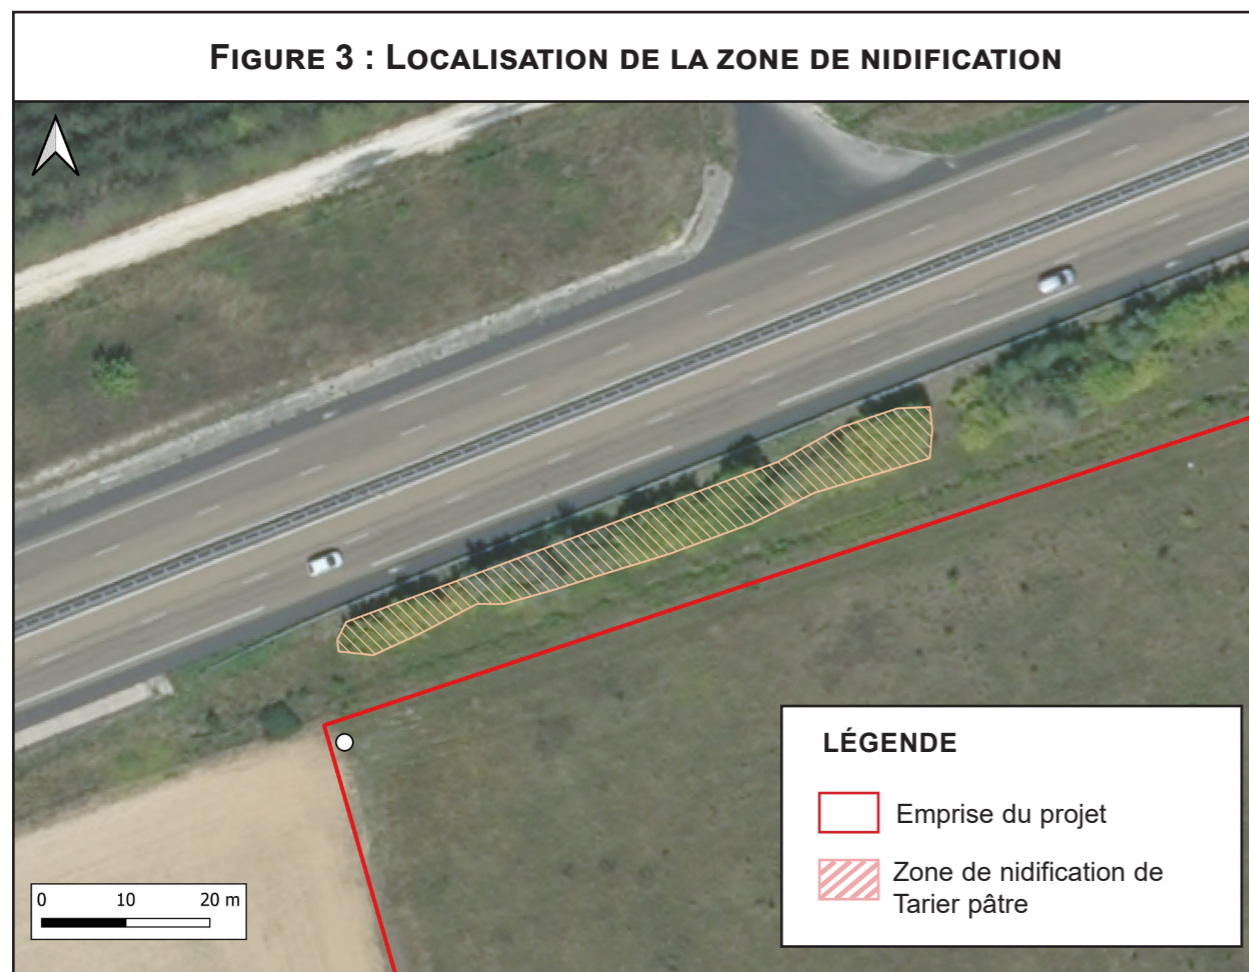 FIGURE 3 : LOCALISATION DE LA ZONE DE NIDIFICATION
LÉGENDE
Emprise du projet
Zone de nidification de
Tarier pâtre
0 10 20 m